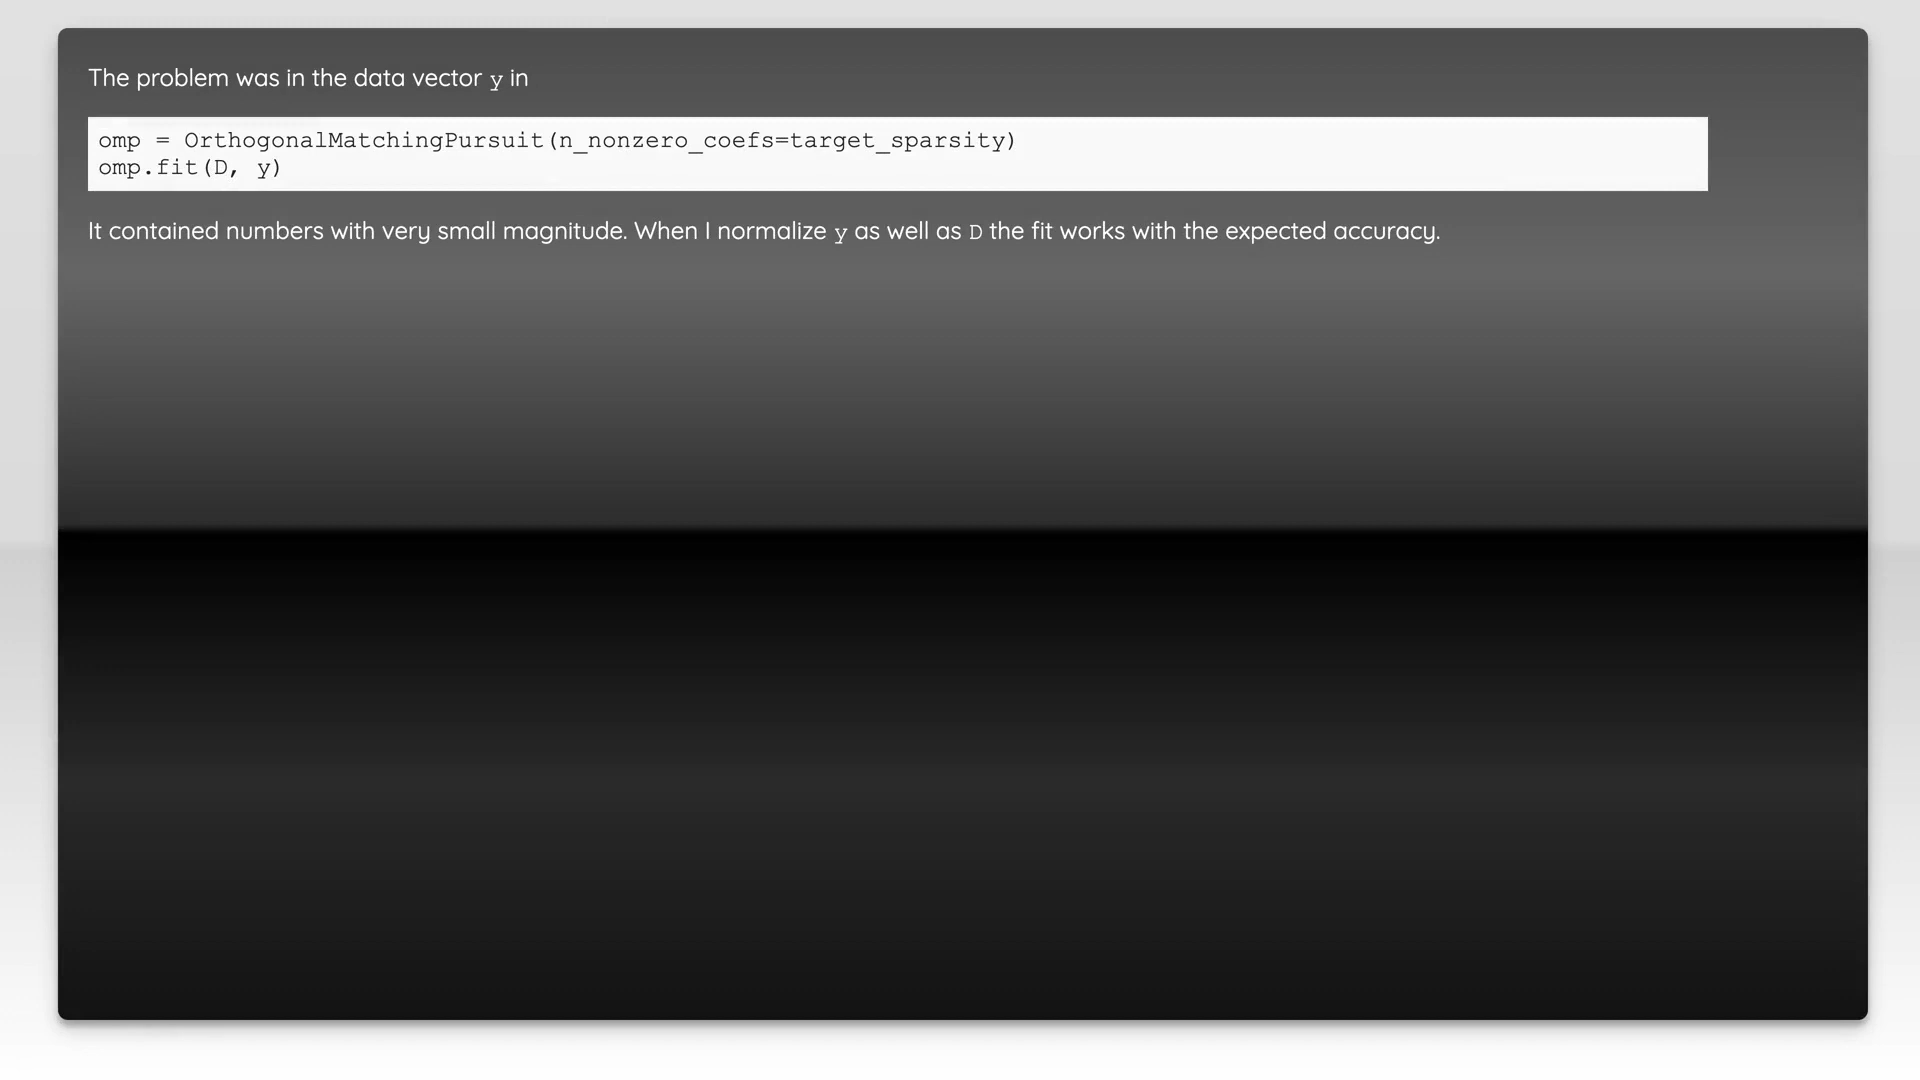 The problem was in the data vector y in
omp = OrthogonalMatchingPursuit(n_nonzero_coefs=target_sparsity)
omp.fit(D, y)
It contained numbers with very small magnitude. When I normalize y as well as D the fit works with the expected accuracy.